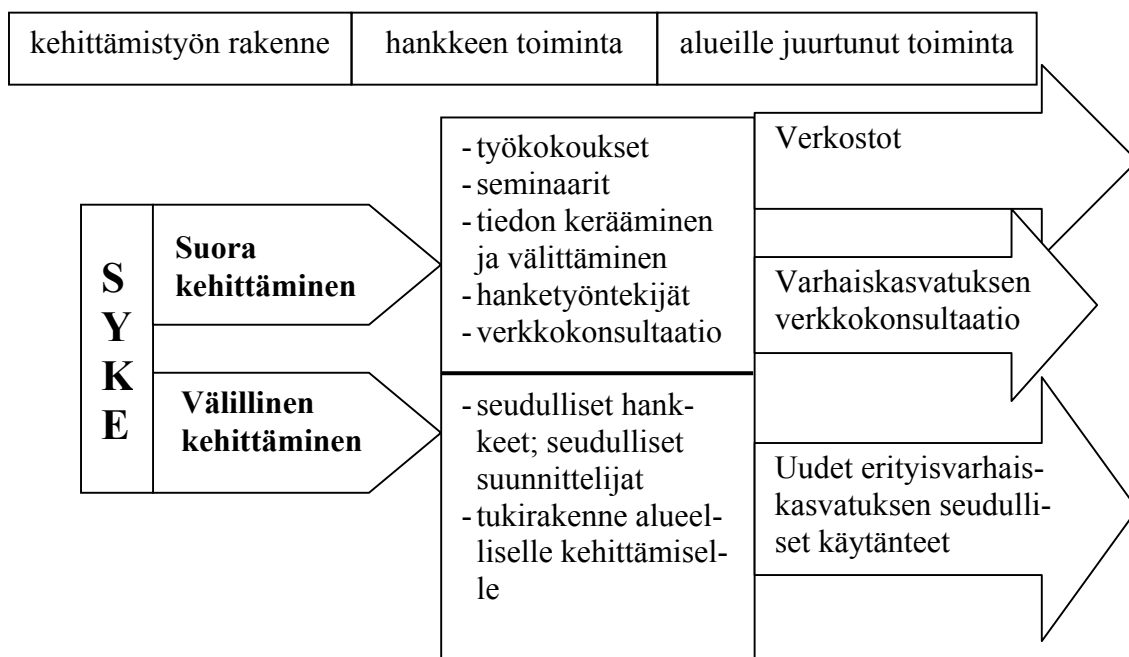 kehittämistyön rakenne
hankkeen toiminta
alueille juurtunut toiminta
S
Y
K
E
Suora
kehittäminen
Välillinen
kehittäminen
- työkokoukset
- seminaarit
- tiedon kerääminen
ja välittäminen
- hanketyöntekijät
- verkkokonsultaatio
- seudulliset hank-
keet; seudulliset
suunnittelijat
- tukirakenne alueel-
liselle kehittämisel-
le
Verkostot
Varhaiskasvatuksen
verkkokonsultaatio
Uudet erityisvarhais-
kasvatuksen seudulli-
set käytänteet